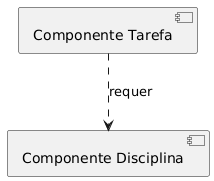 Componente Tarefa
requer
Componente Disciplina